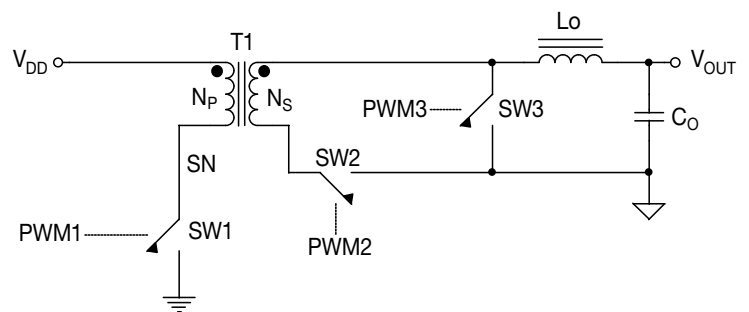 T1
Lo
V_DD
V_OUT
N_P
N_S
PWM3
SW3
C_O
SN
SW2
PWM1
SW1
PWM2